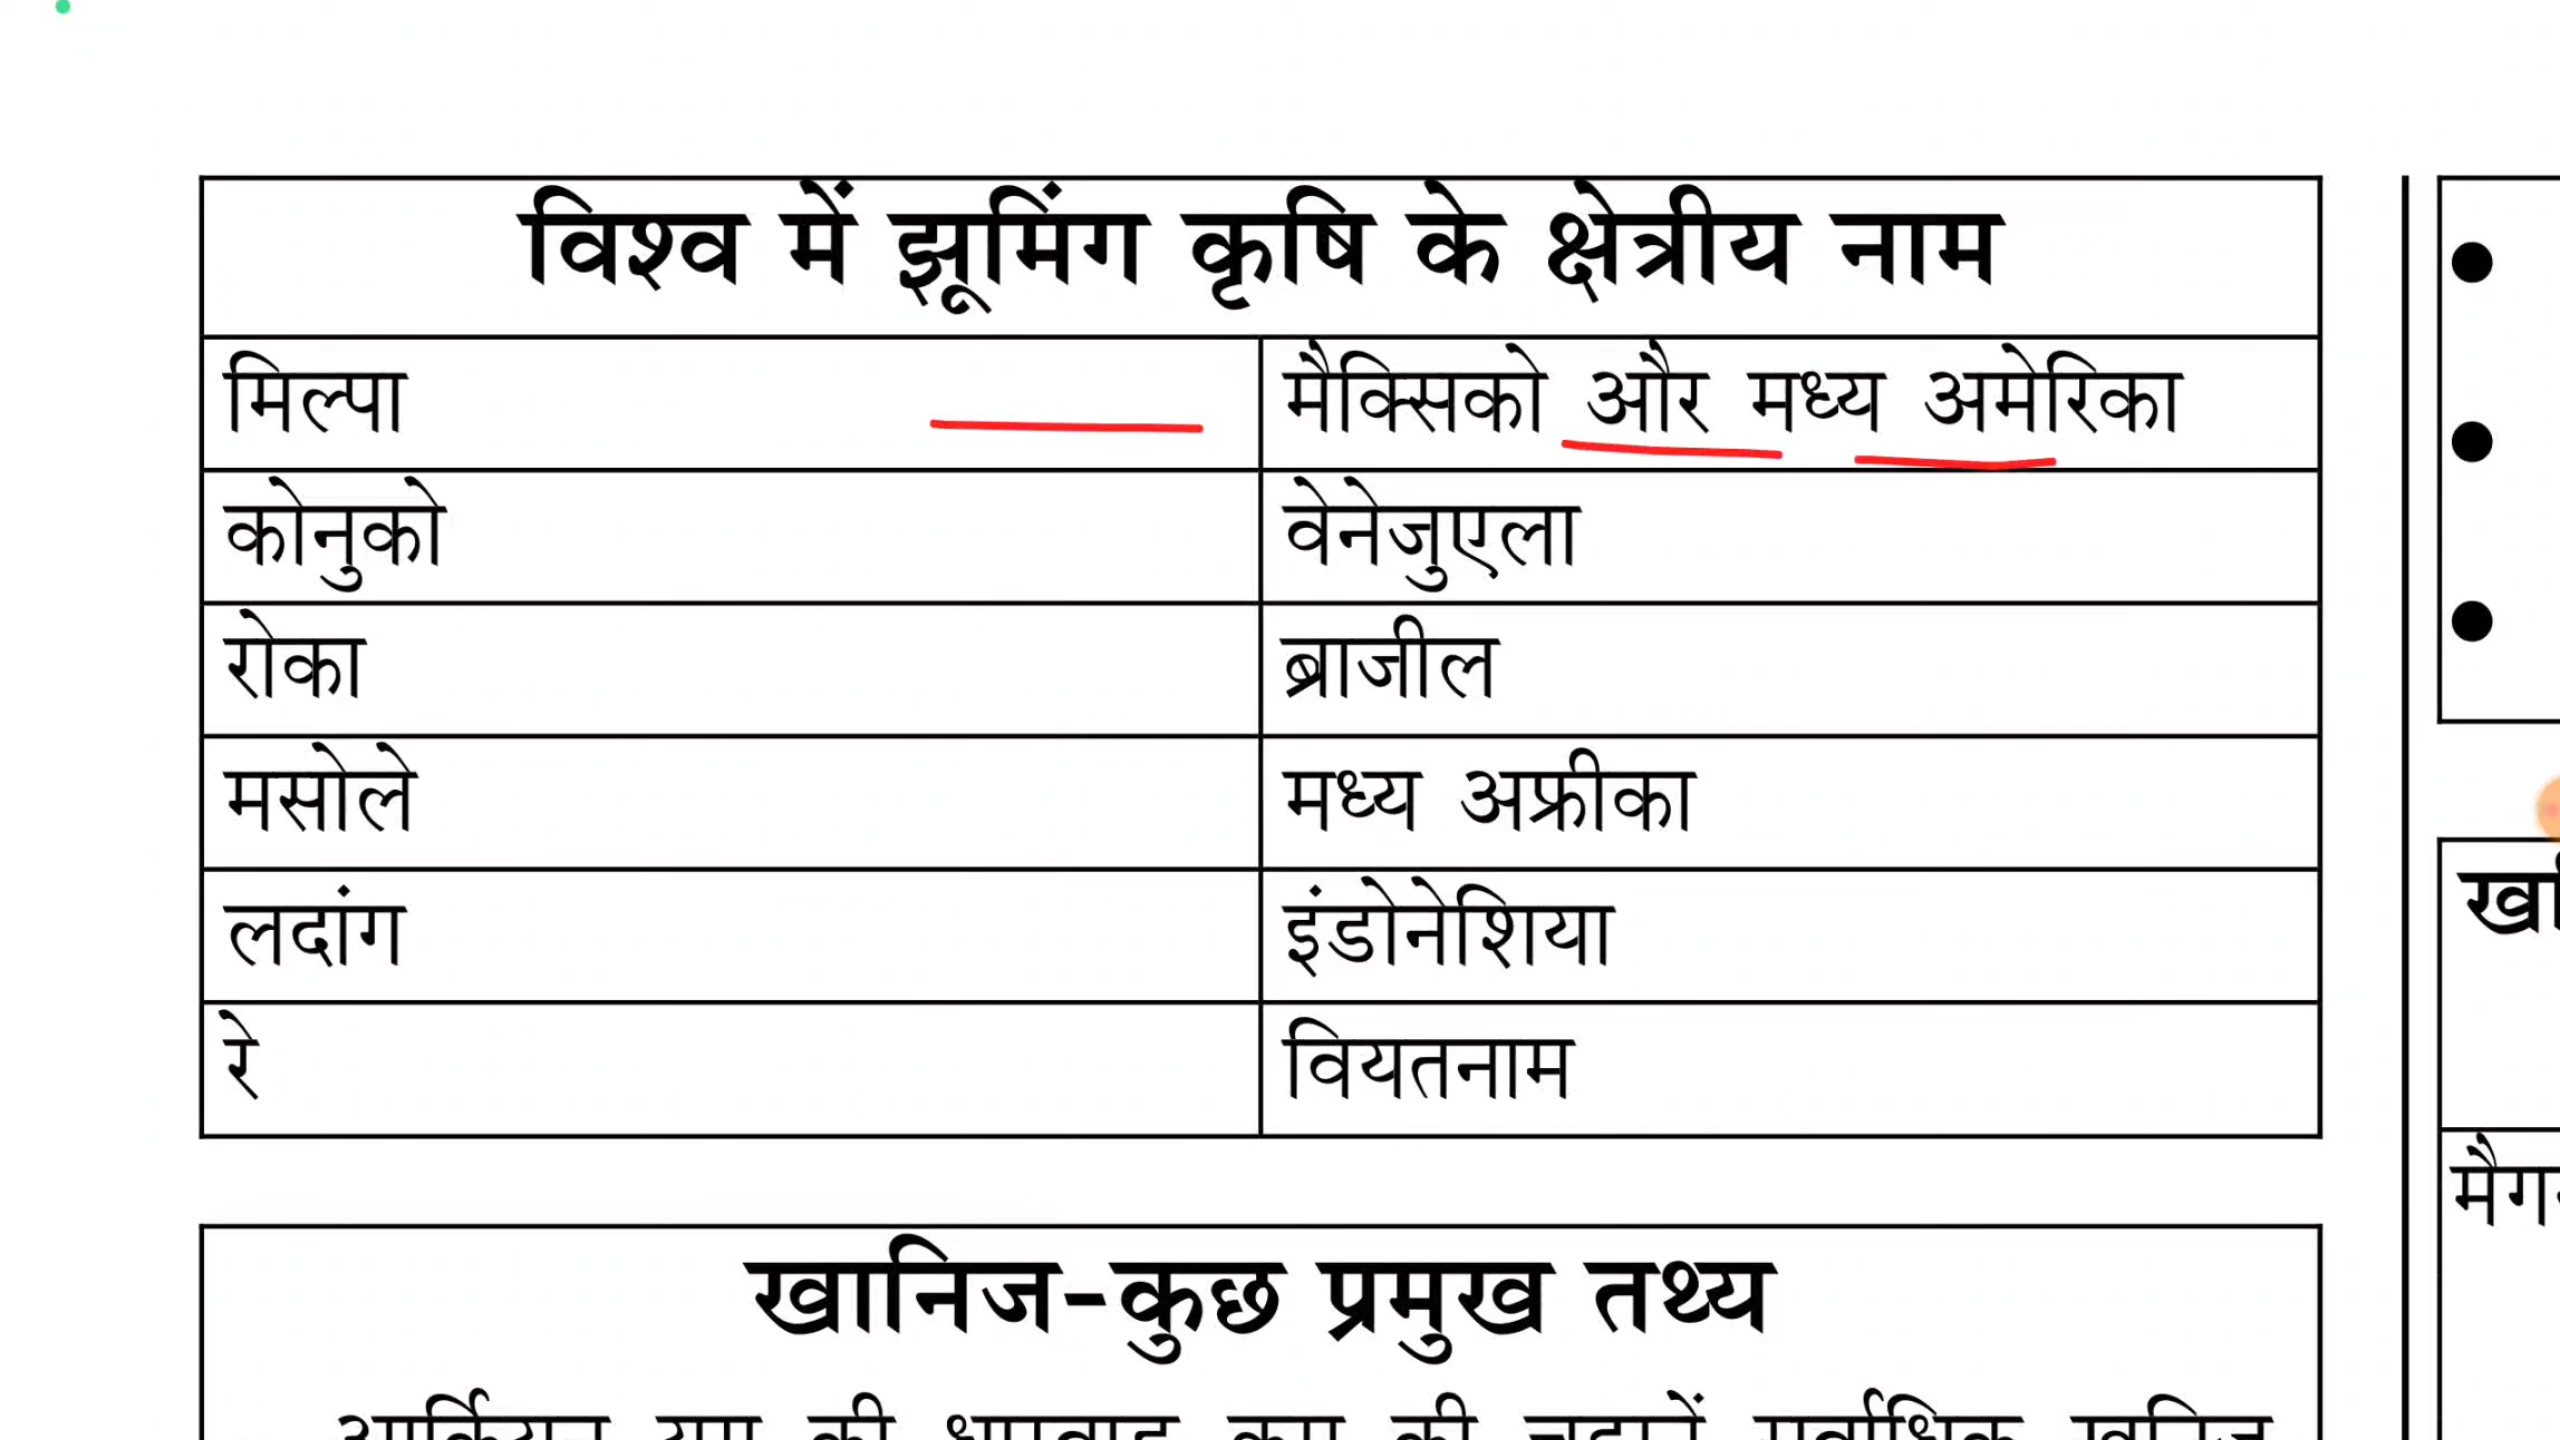 विश्व में झूमिंग कृषि के क्षेत्रीय नाम
मिल्पा मैक्सिको और मध्य अमेरिका
कोनुको वेनेजुएला
रोका ब्राजील
मसोले मध्य अफ्रीका
लदांग इंडोनेशिया
रे वियतनाम
खानिज-कुछ प्रमुख तथ्य